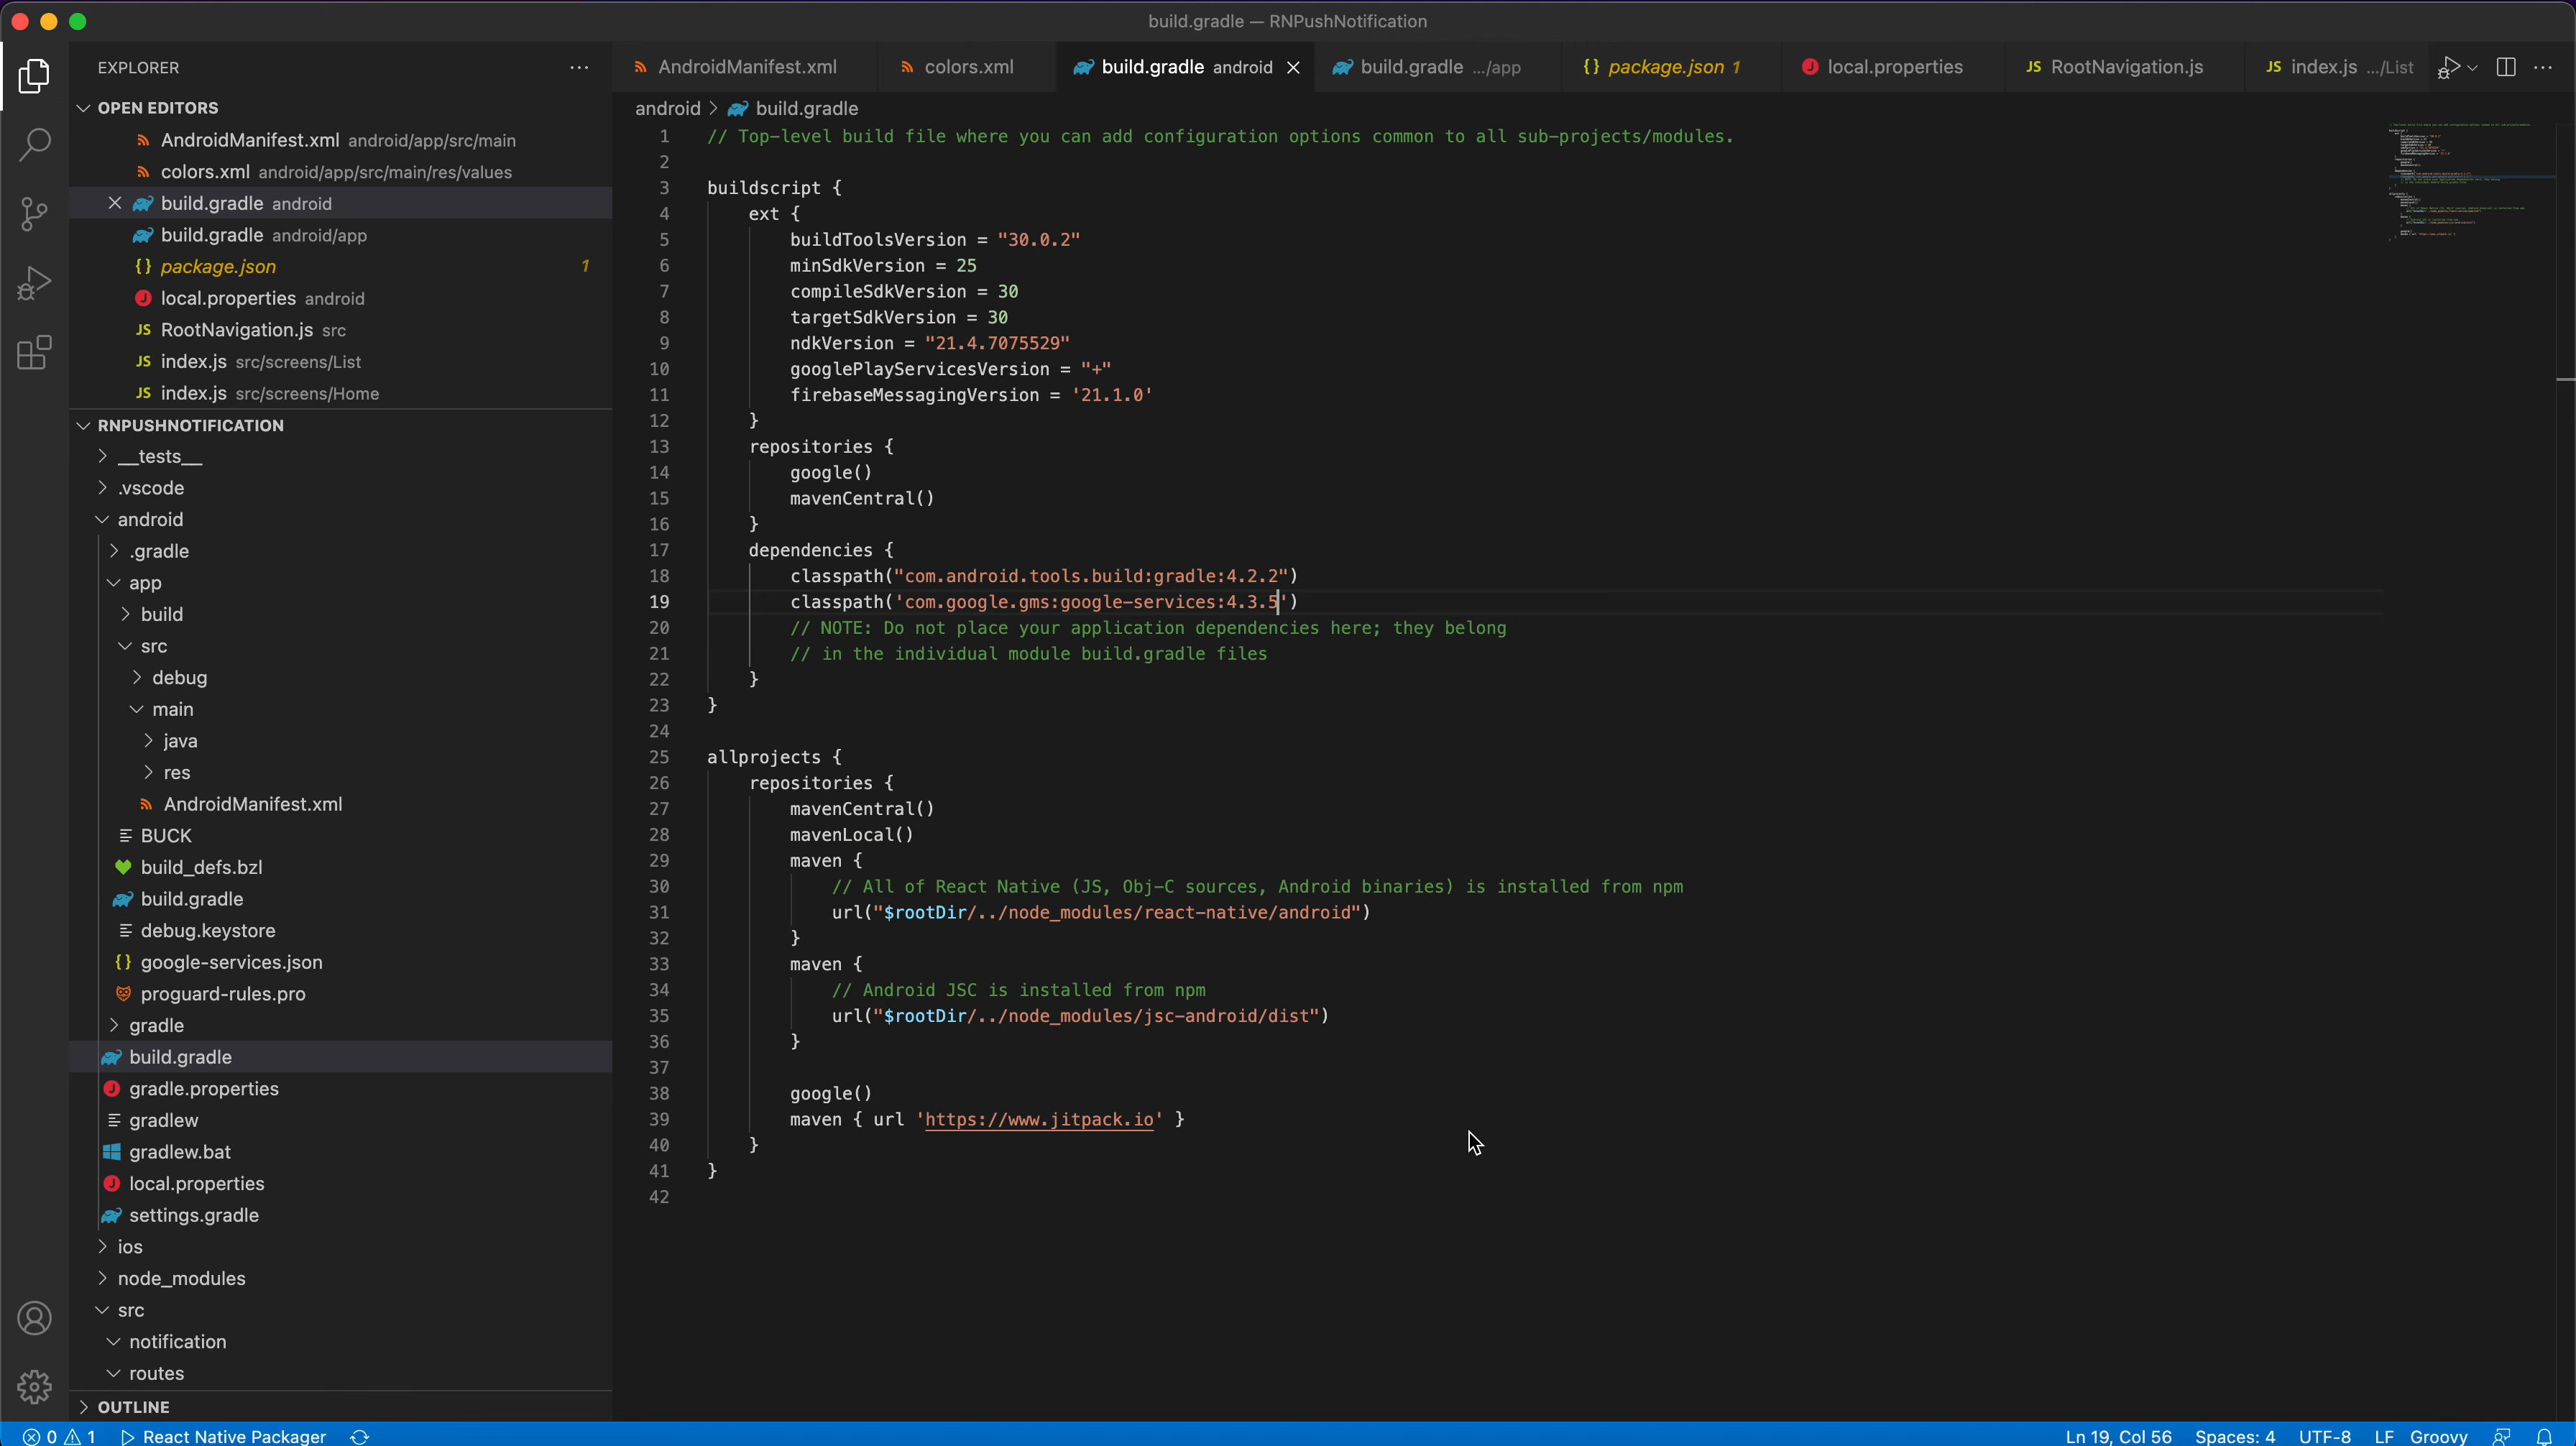 build.gradle — RNPushNotification
EXPLORER
OPEN EDITORS
AndroidManifest.xml android/app/src/main
colors.xml android/app/src/main/res/values
build.gradle android
build.gradle android/app
{} package.json 1
local.properties android
JS RootNavigation.js src
JS index.js src/screens/List
JS index.js src/screens/Home
RNPUSHNOTIFICATION
__tests__
.vscode
android
.gradle
app
build
src
debug
main
java
res
AndroidManifest.xml
BUCK
build_defs.bzl
build.gradle
debug.keystore
{} google-services.json
proguard-rules.pro
gradle
build.gradle
gradle.properties
gradlew
gradlew.bat
local.properties
settings.gradle
ios
node_modules
src
notification
routes
OUTLINE
AndroidManifest.xml colors.xml build.gradle android build.gradle .../app {} package.json 1 local.properties JS RootNavigation.js JS index.js .../List
android > build.gradle
1 // Top-level build file where you can add configuration options common to all sub-projects/modules.
2
3 buildscript {
4 ext {
5 buildToolsVersion = "30.0.2"
6 minSdkVersion = 25
7 compileSdkVersion = 30
8 targetSdkVersion = 30
9 ndkVersion = "21.4.7075529"
10 googlePlayServicesVersion = "+"
11 firebaseMessagingVersion = '21.1.0'
12 }
13 repositories {
14 google()
15 mavenCentral()
16 }
17 dependencies {
18 classpath("com.android.tools.build:gradle:4.2.2")
19 classpath('com.google.gms:google-services:4.3.5')
20 // NOTE: Do not place your application dependencies here; they belong
21 // in the individual module build.gradle files
22 }
23 }
24
25 allprojects {
26 repositories {
27 mavenCentral()
28 mavenLocal()
29 maven {
30 // All of React Native (JS, Obj-C sources, Android binaries) is installed from npm
31 url("$rootDir/../node_modules/react-native/android")
32 }
33 maven {
34 // Android JSC is installed from npm
35 url("$rootDir/../node_modules/jsc-android/dist")
36 }
37
38 google()
39 maven { url 'https://www.jitpack.io' }
40 }
41 }
42
0 1 React Native Packager Ln 19, Col 56 Spaces: 4 UTF-8 LF Groovy